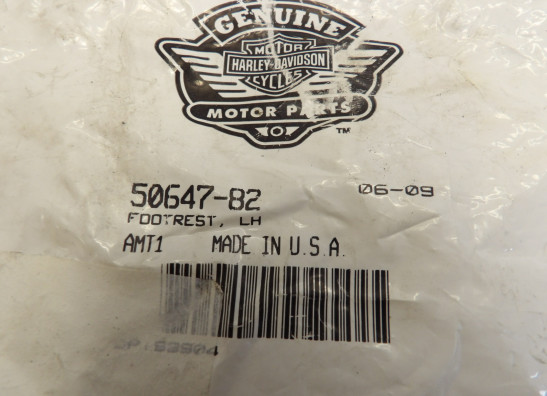 GENUINE
MOTOR
HARLEY-DAVIDSON
CYCLES
MOTOR PARTS
TM
50647-82 06-09
FOOTREST, LH
AMT1 MADE IN U.S.A.